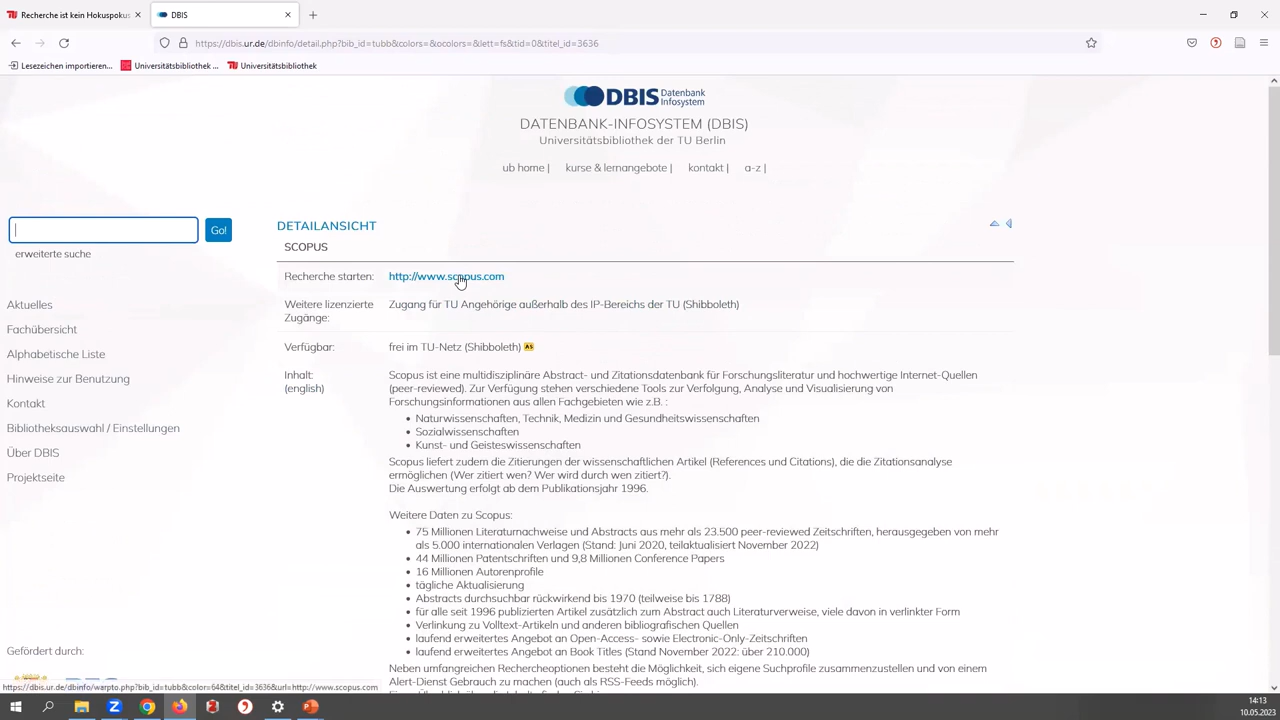 Recherche ist kein Hokuspokus
DBIS
https://dbis.ur.de/dbinfo/detail.php?bib_id=tubb&colors=&ocolors=&lett=fs&tid=0&titel_id=3636
Lesezeichen importieren...
Universitätsbibliothek ...
Universitätsbibliothek
DBIS Datenbank
Infosystem
DATENBANK-INFOSYSTEM (DBIS)
Universitätsbibliothek der TU Berlin
ub home |
kurse & lernangebote |
kontakt |
a-z |
Go!
erweiterte suche
Aktuelles
Fachübersicht
Alphabetische Liste
Hinweise zur Benutzung
Kontakt
Bibliotheksauswahl / Einstellungen
Über DBIS
Projektseite
Gefördert durch:
DETAILANSICHT
SCOPUS
Recherche starten: http://www.scopus.com
Weitere lizenzierte Zugang für TU Angehörige außerhalb des IP-Bereichs der TU (Shibboleth)
Zugänge:
Verfügbar: frei im TU-Netz (Shibboleth)
Inhalt: Scopus ist eine multidisziplinäre Abstract- und Zitationsdatenbank für Forschungsliteratur und hochwertige Internet-Quellen
(english) (peer-reviewed). Zur Verfügung stehen verschiedene Tools zur Verfolgung, Analyse und Visualisierung von
Forschungsinformationen aus allen Fachgebieten wie z.B. :
• Naturwissenschaften, Technik, Medizin und Gesundheitswissenschaften
• Sozialwissenschaften
• Kunst- und Geisteswissenschaften
Scopus liefert zudem die Zitierungen der wissenschaftlichen Artikel (References und Citations), die die Zitationsanalyse
ermöglichen (Wer zitiert wen? Wer wird durch wen zitiert?).
Die Auswertung erfolgt ab dem Publikationsjahr 1996.
Weitere Daten zu Scopus:
• 75 Millionen Literaturnachweise und Abstracts aus mehr als 23.500 peer-reviewed Zeitschriften, herausgegeben von mehr
als 5.000 internationalen Verlagen (Stand: Juni 2020, teilaktualisiert November 2022)
• 44 Millionen Patentschriften und 9,8 Millionen Conference Papers
• 16 Millionen Autorenprofile
• tägliche Aktualisierung
• Abstracts durchsuchbar rückwirkend bis 1970 (teilweise bis 1788)
• für alle seit 1996 publizierten Artikel zusätzlich zum Abstract auch Literaturverweise, viele davon in verlinkter Form
• Verlinkung zu Volltext-Artikeln und anderen bibliografischen Quellen
• laufend erweitertes Angebot an Open-Access- sowie Electronic-Only-Zeitschriften
• laufend erweitertes Angebot an Book Titles (Stand November 2022: über 210.000)
Neben umfangreichen Rechercheoptionen besteht die Möglichkeit, sich eigene Suchprofile zusammenzustellen und von einem
Alert-Dienst Gebrauch zu machen (auch als RSS-Feeds möglich).
https://dbis.ur.de/dbinfo/warpto.php?bib_id=tubb&color=64&titel_id=3636&url=http://www.scopus.com
14:13
10.05.2023